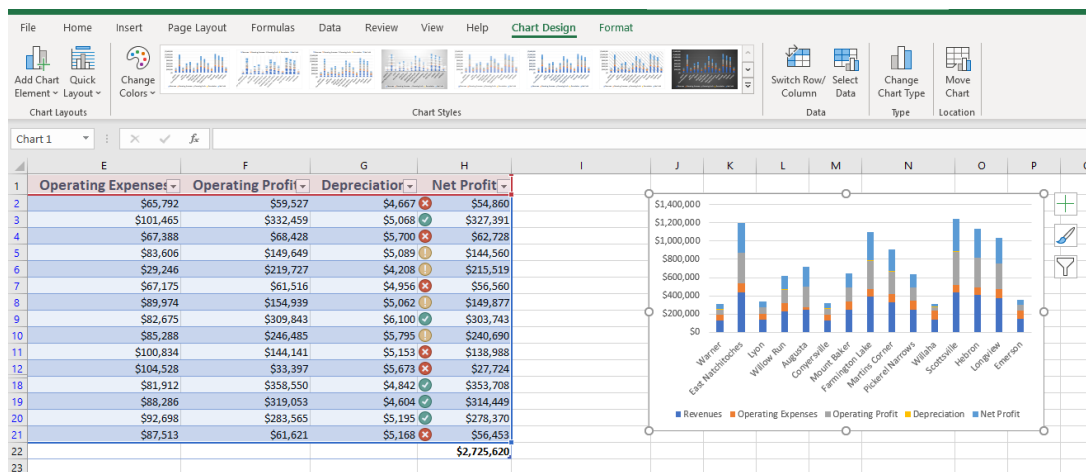 File Home Insert Page Layout Formulas Data Review View Help Chart Design Format
Add Chart Element Quick Layout Change Colors Switch Row/ Column Select Data Change Chart Type Move Chart
Chart Layouts Chart Styles Data Type Location
Chart 1 fx
E F G H I J K L M N O P
1 Operating Expenses Operating Profit Depreciation Net Profit
2 $65,792 $59,527 $4,667 $54,860
3 $101,465 $332,459 $5,068 $327,391
4 $67,388 $68,428 $5,700 $62,728
5 $83,606 $149,649 $5,089 $144,560
6 $29,246 $219,727 $4,208 $215,519
7 $67,175 $61,516 $4,956 $56,560
8 $89,974 $154,939 $5,062 $149,877
9 $82,675 $309,843 $6,100 $303,743
10 $85,288 $246,485 $5,795 $240,690
11 $100,834 $144,141 $5,153 $138,988
12 $104,528 $33,397 $5,673 $27,724
18 $81,912 $358,550 $4,842 $353,708
19 $88,286 $319,053 $4,604 $314,449
20 $92,698 $283,565 $5,195 $278,370
21 $87,513 $61,621 $5,168 $56,453
22 $2,725,620
23
$1,400,000
$1,200,000
$1,000,000
$800,000
$600,000
$400,000
$200,000
$0
Warner
East Natchitoches
Lyon
Willow Run
Augusta
Conyersville
Mount Baker
Farmington Lake
Martins Corner
Pickerel Narrows
Willaha
Scottsville
Hebron
Longview
Emerson
Revenues Operating Expenses Operating Profit Depreciation Net Profit